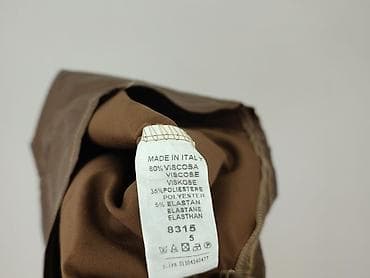 MADE IN ITALY
60% VISCOSA
VISCOSE
VISKOSE
35% POLIESTERE
POLYESTER
5% ELASTAN
ELASTANE
ELASTHAN
8315
5